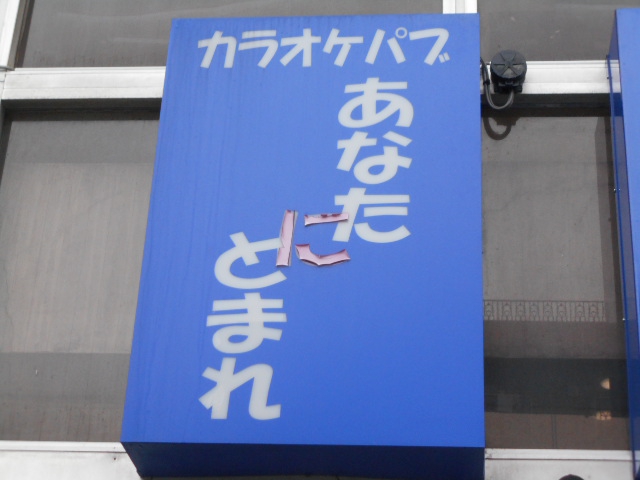 カラオケパブ
あなた
に
とまれ